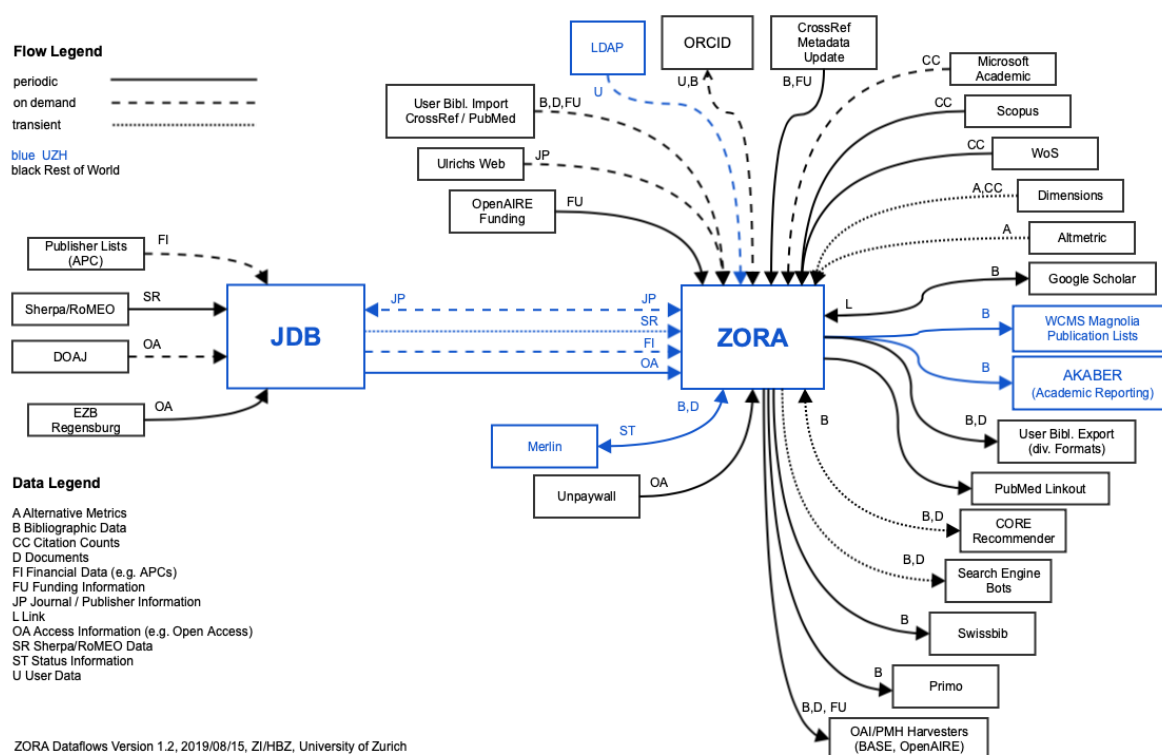 Flow Legend
periodic
on demand
transient
blue UZH
black Rest of World
LDAP
U
ORCID
U,B
CrossRef
Metadata
Update
B,FU
CC
Microsoft
Academic
CC
Scopus
CC
WoS
A,CC
Dimensions
A
Altmetric
B
Google Scholar
L
User Bibl. Import
CrossRef / PubMed
B,D,FU
Ulrichs Web
JP
OpenAIRE
Funding
FU
Publisher Lists
(APC)
FI
Sherpa/RoMEO
SR
DOAJ
OA
EZB
Regensburg
OA
JDB
JP
JP
SR
FI
OA
ZORA
B
WCMS Magnolia
Publication Lists
B
AKABER
(Academic Reporting)
B,D
User Bibl. Export
(div. Formats)
PubMed Linkout
B
B,D
CORE
Recommender
B,D
Search Engine
Bots
B
Swissbib
B
Primo
B,D, FU
OAI/PMH Harvesters
(BASE, OpenAIRE)
B,D
Merlin
ST
Unpaywall
OA
Data Legend
A Alternative Metrics
B Bibliographic Data
CC Citation Counts
D Documents
FI Financial Data (e.g. APCs)
FU Funding Information
JP Journal / Publisher Information
L Link
OA Access Information (e.g. Open Access)
SR Sherpa/RoMEO Data
ST Status Information
U User Data
ZORA Dataflows Version 1.2, 2019/08/15, ZI/HBZ, University of Zurich